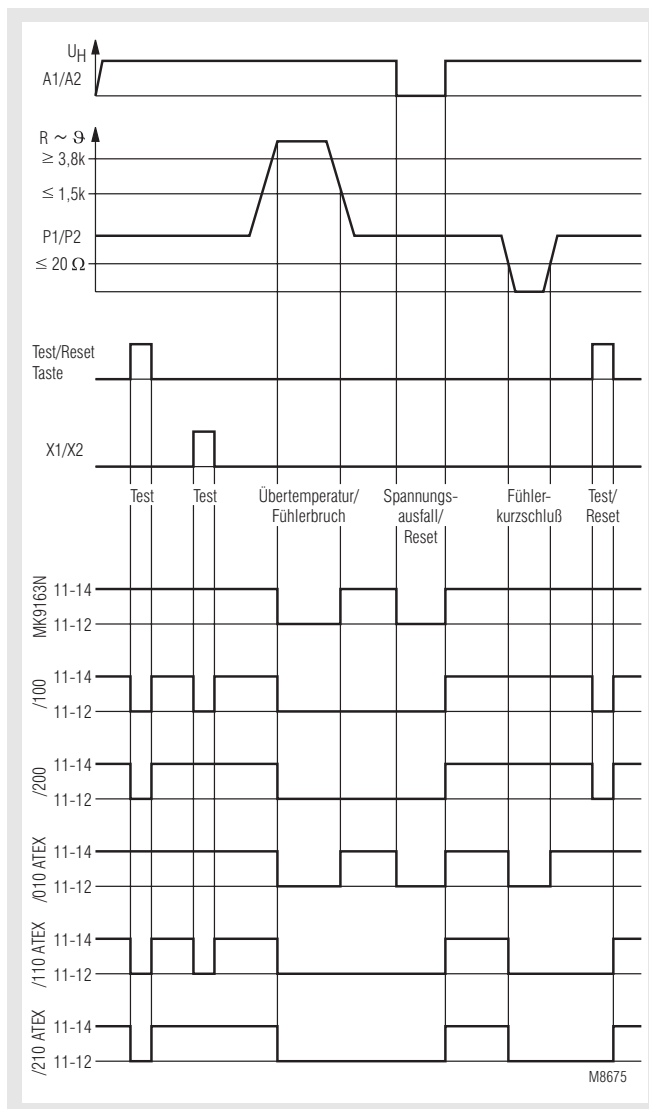 UH
A1/A2
R ~ ϑ
≥ 3,8k
≤ 1,5k
P1/P2
≤ 20 Ω
Test/Reset
Taste
X1/X2
Test
Test
Übertemperatur/
Fühlerbruch
Spannungs-
ausfall/
Reset
Fühler-
kurzschluß
Test/
Reset
MK9163N
11-14
11-12
/100
11-14
11-12
/200
11-14
11-12
/010 ATEX
11-14
11-12
/110 ATEX
11-14
11-12
/210 ATEX
11-14
11-12
M8675